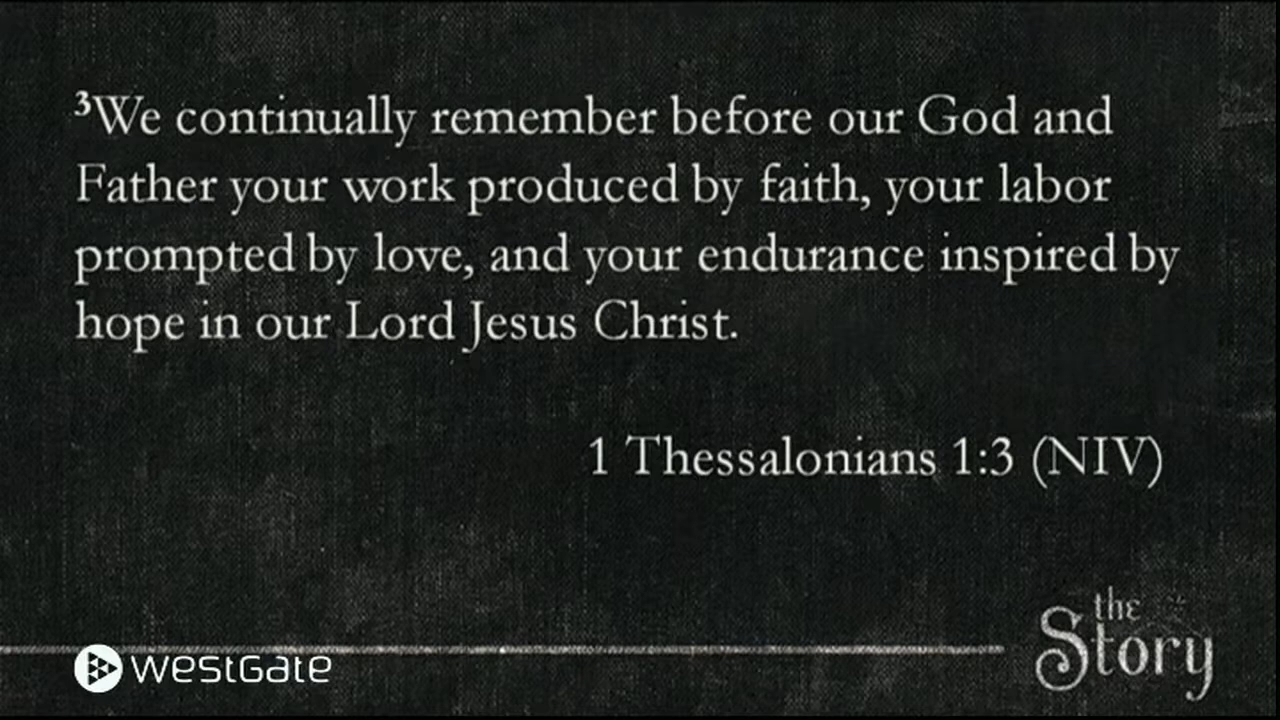 ³We continually remember before our God and
Father your work produced by faith, your labor
prompted by love, and your endurance inspired by
hope in our Lord Jesus Christ.
1 Thessalonians 1:3 (NIV)
the
Story
westGate